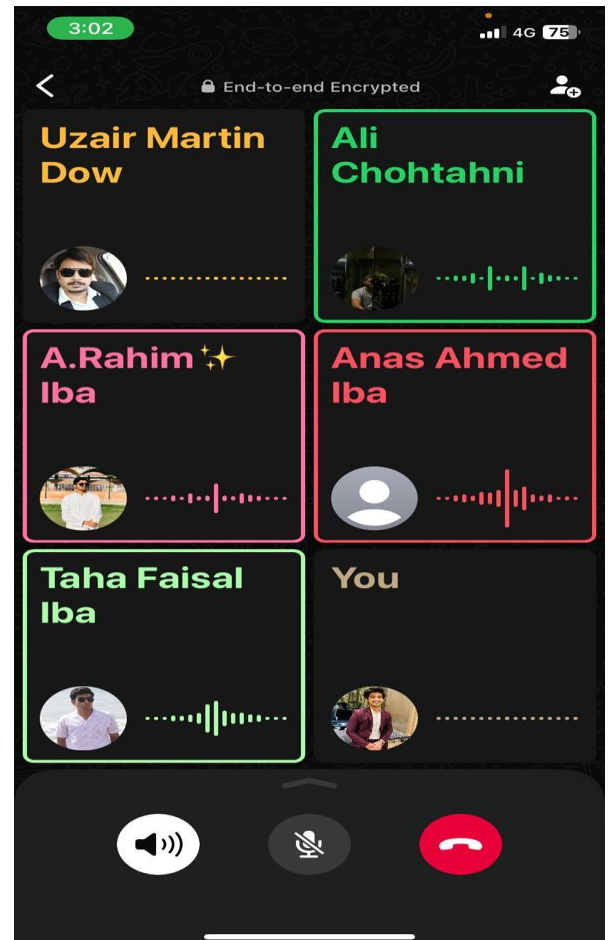 3:02
4G 75
End-to-end Encrypted
Uzair Martin
Dow
Ali
Chohtahni
A.Rahim✨
Iba
Anas Ahmed
Iba
Taha Faisal
Iba
You